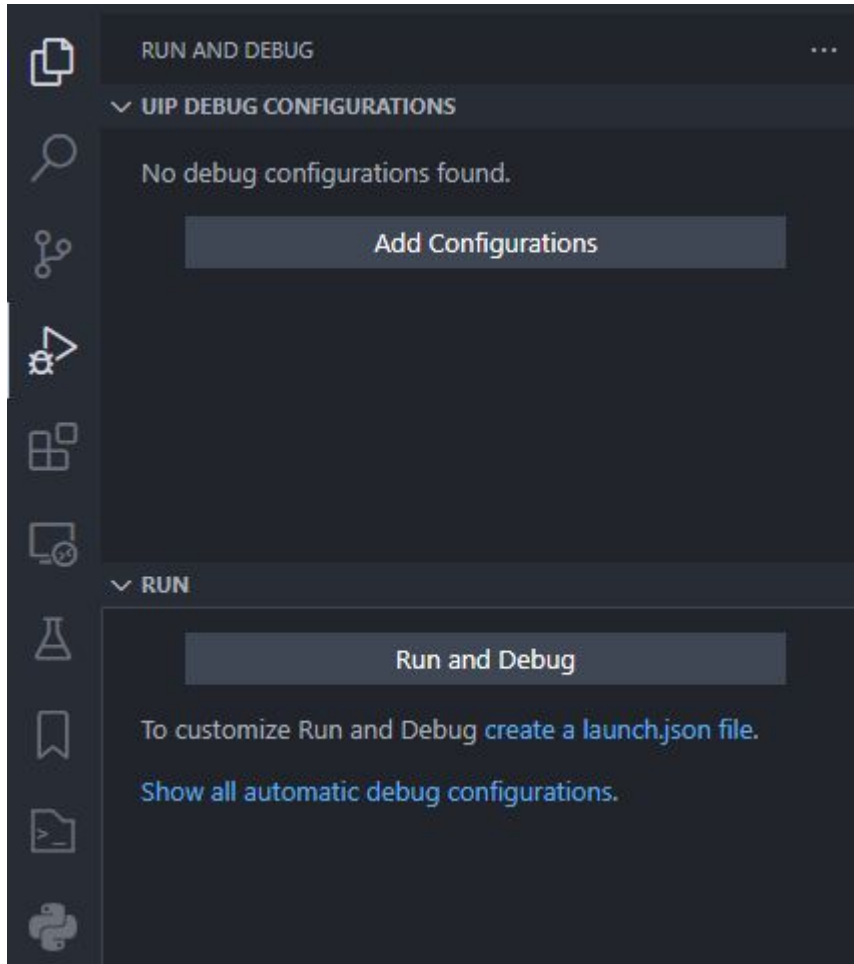 RUN AND DEBUG
UIP DEBUG CONFIGURATIONS
No debug configurations found.
Add Configurations
RUN
Run and Debug
To customize Run and Debug create a launch.json file.
Show all automatic debug configurations.